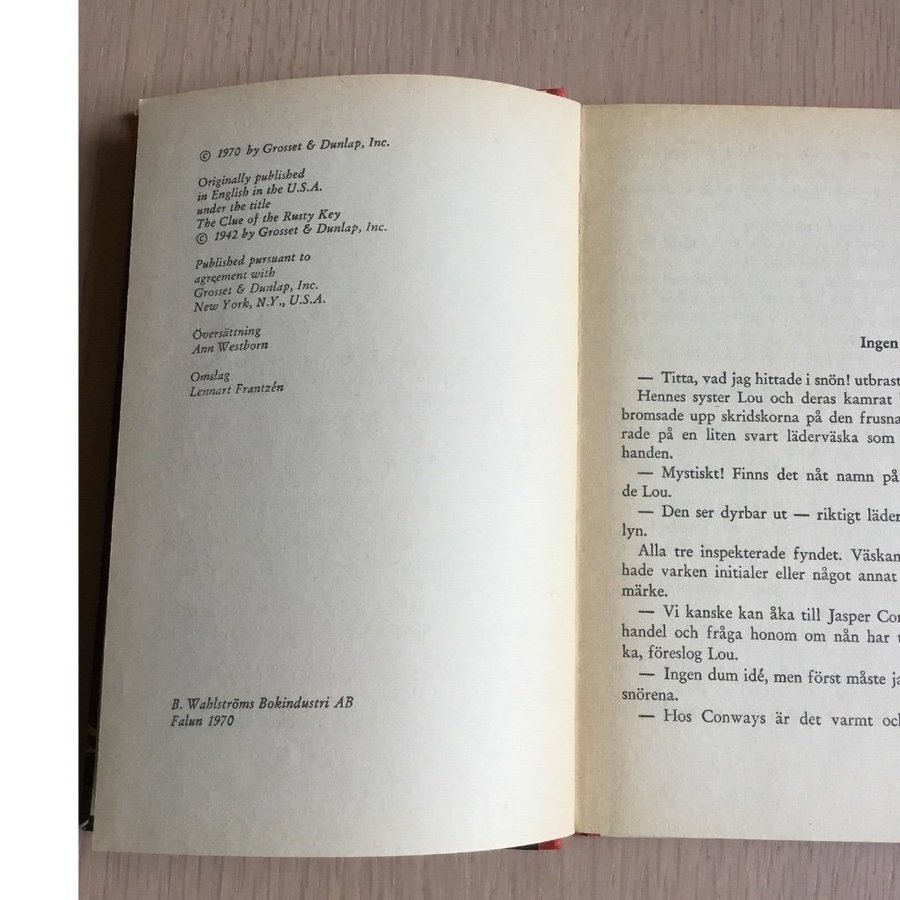 © 1970 by Grosset & Dunlap, Inc.
Originally published
in English in the U.S.A.
under the title
The Clue of the Rusty Key
© 1942 by Grosset & Dunlap, Inc.
Published pursuant to
agreement with
Grosset & Dunlap, Inc.
New York, N.Y., U.S.A.
Översättning
Ann Westborn
Omslag
Lennart Frantzén
B. Wahlströms Bokindustri AB
Falun 1970
Ingen
— Titta, vad jag hittade i snön! utbrast
Hennes syster Lou och deras kamrat
bromsade upp skridskorna på den frusna
rade på en liten svart läderväska som
handen.
— Mystiskt! Finns det nåt namn på
de Lou.
— Den ser dyrbar ut — riktigt läder
lyn.
Alla tre inspekterade fyndet. Väskan
hade varken initialer eller något annat
märke.
— Vi kanske kan åka till Jasper Con
handel och fråga honom om nån har
ka, föreslog Lou.
— Ingen dum idé, men först måste ja
snörena.
— Hos Conways är det varmt oc